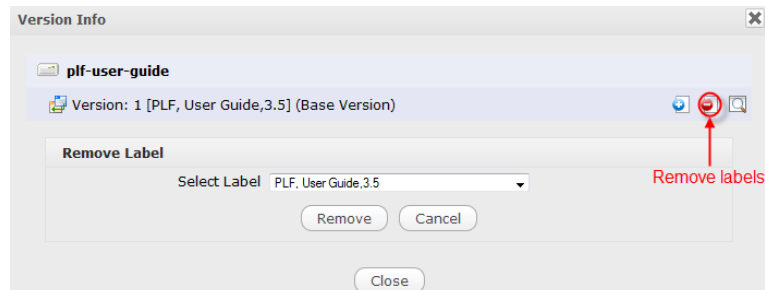 Version Info
plf-user-guide
Version: 1 [PLF, User Guide,3.5] (Base Version)
Remove Label
Remove labels
Select Label PLF, User Guide,3.5
Remove Cancel
Close